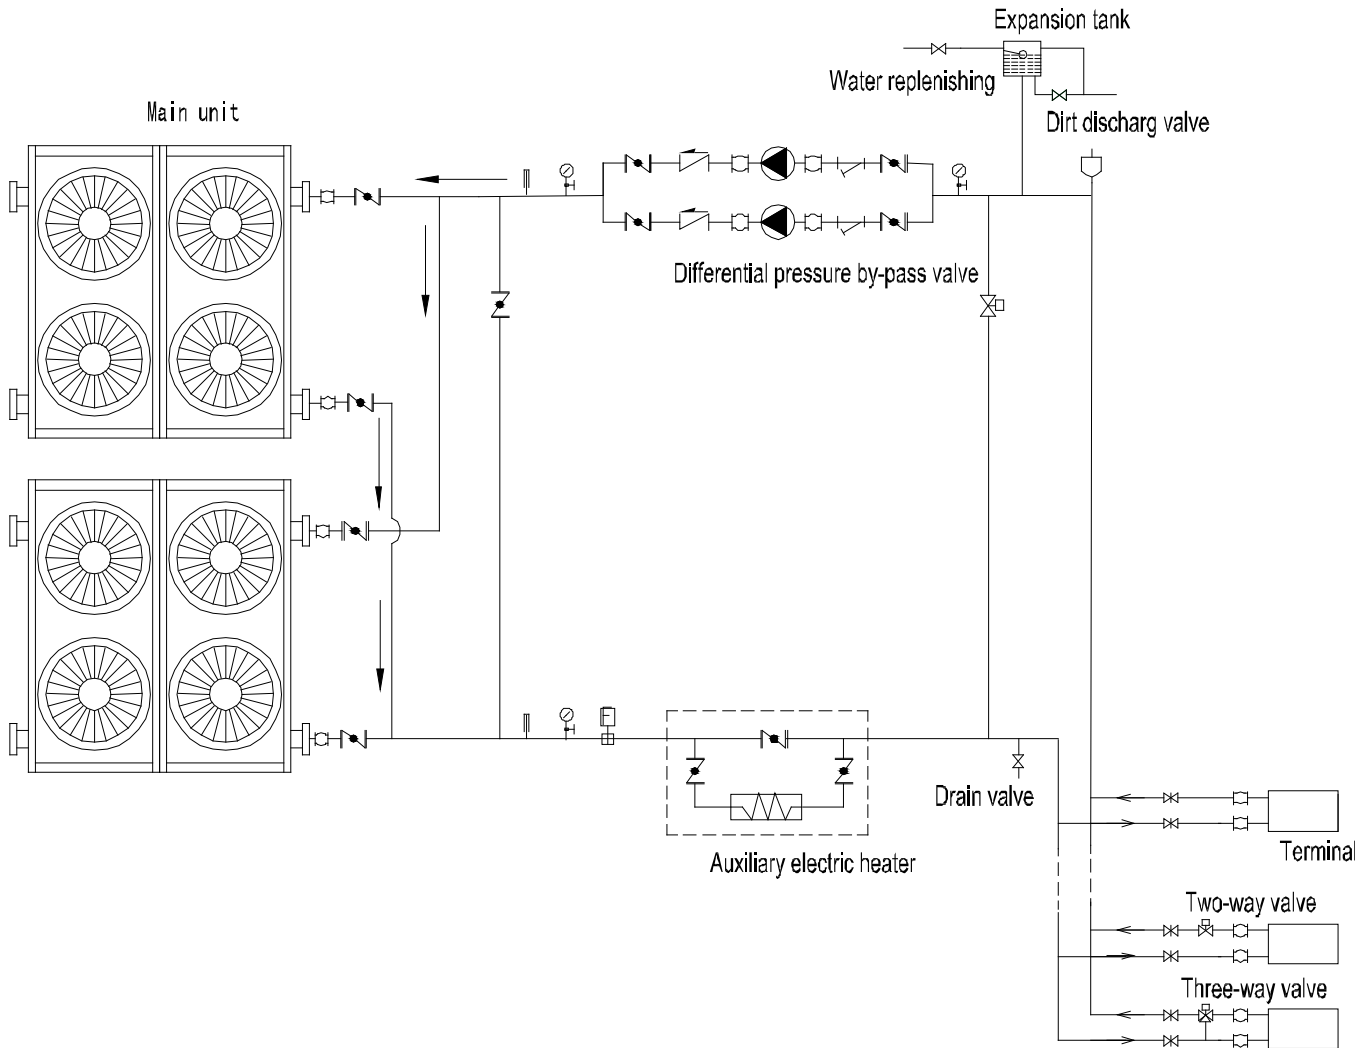 Expansion tank
Water replenishing
Main unit
Dirt discharg valve
Differential pressure by-pass valve
F
Drain valve
Terminal
Auxiliary electric heater
Two-way valve
Three-way valve